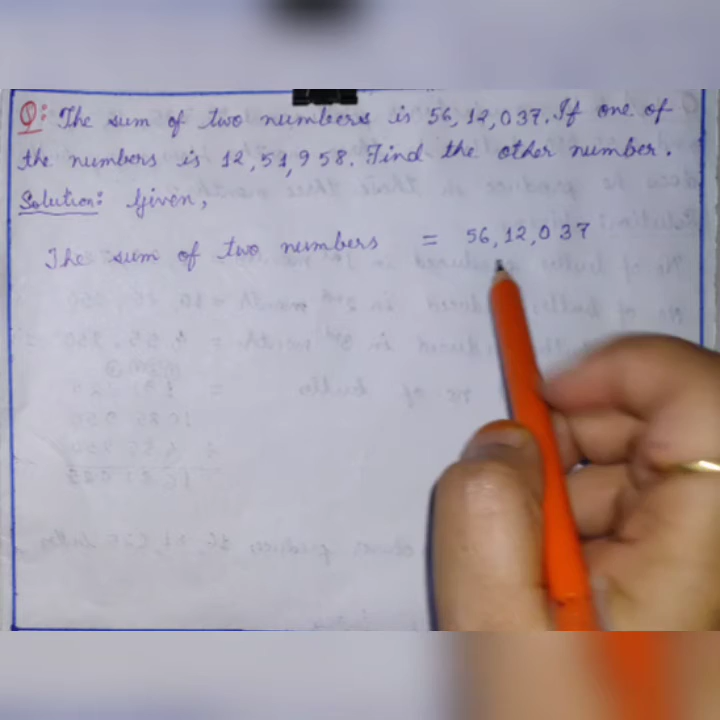 Q: The sum of two numbers is 56,12,037. If one of
the numbers is 12,51,958. Find the other number.
Solution: Given,
The sum of two numbers = 56,12,037